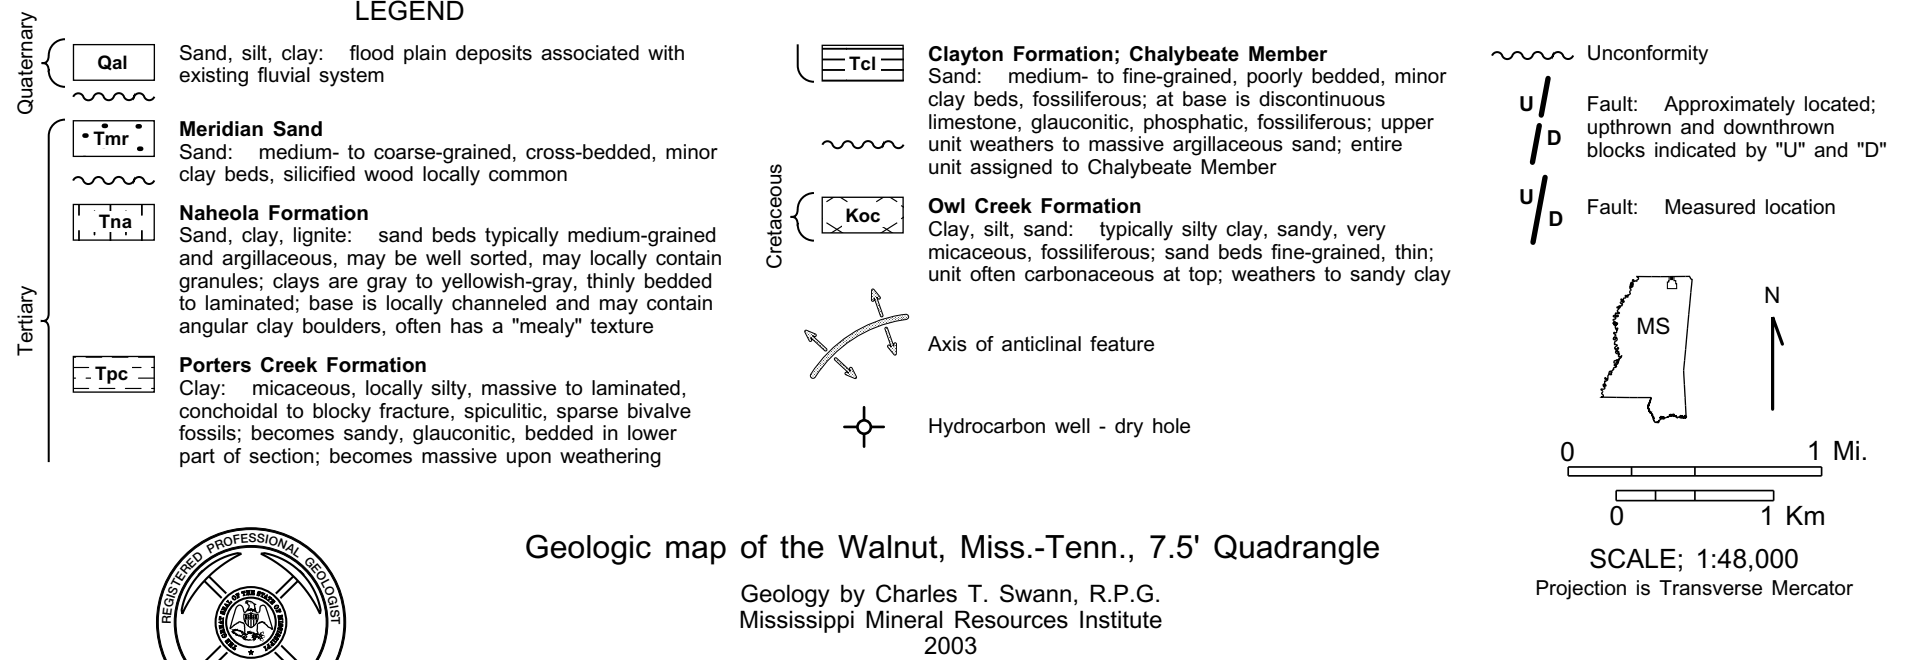 LEGEND
Quaternary
Qal
Sand, silt, clay: flood plain deposits associated with
existing fluvial system
Tertiary
Tmr
Meridian Sand
Sand: medium- to coarse-grained, cross-bedded, minor
clay beds, silicified wood locally common
Tna
Naheola Formation
Sand, clay, lignite: sand beds typically medium-grained
and argillaceous, may be well sorted, may locally contain
granules; clays are gray to yellowish-gray, thinly bedded
to laminated; base is locally channeled and may contain
angular clay boulders, often has a "mealy" texture
Tpc
Porters Creek Formation
Clay: micaceous, locally silty, massive to laminated,
conchoidal to blocky fracture, spiculitic, sparse bivalve
fossils; becomes sandy, glauconitic, bedded in lower
part of section; becomes massive upon weathering
Tcl
Clayton Formation; Chalybeate Member
Sand: medium- to fine-grained, poorly bedded, minor
clay beds, fossiliferous; at base is discontinuous
limestone, glauconitic, phosphatic, fossiliferous; upper
unit weathers to massive argillaceous sand; entire
unit assigned to Chalybeate Member
Cretaceous
Koc
Owl Creek Formation
Clay, silt, sand: typically silty clay, sandy, very
micaceous, fossiliferous; sand beds fine-grained, thin;
unit often carbonaceous at top; weathers to sandy clay
Axis of anticlinal feature
Hydrocarbon well - dry hole
Unconformity
U
D
Fault: Approximately located;
upthrown and downthrown
blocks indicated by "U" and "D"
U
D
Fault: Measured location
MS
N
0 1 Mi.
0 1 Km
SCALE; 1:48,000
Projection is Transverse Mercator
Geologic map of the Walnut, Miss.-Tenn., 7.5' Quadrangle
Geology by Charles T. Swann, R.P.G.
Mississippi Mineral Resources Institute
2003
REGISTERED PROFESSIONAL GEOLOGIST
THE GREAT SEAL OF THE STATE OF MISSISSIPPI